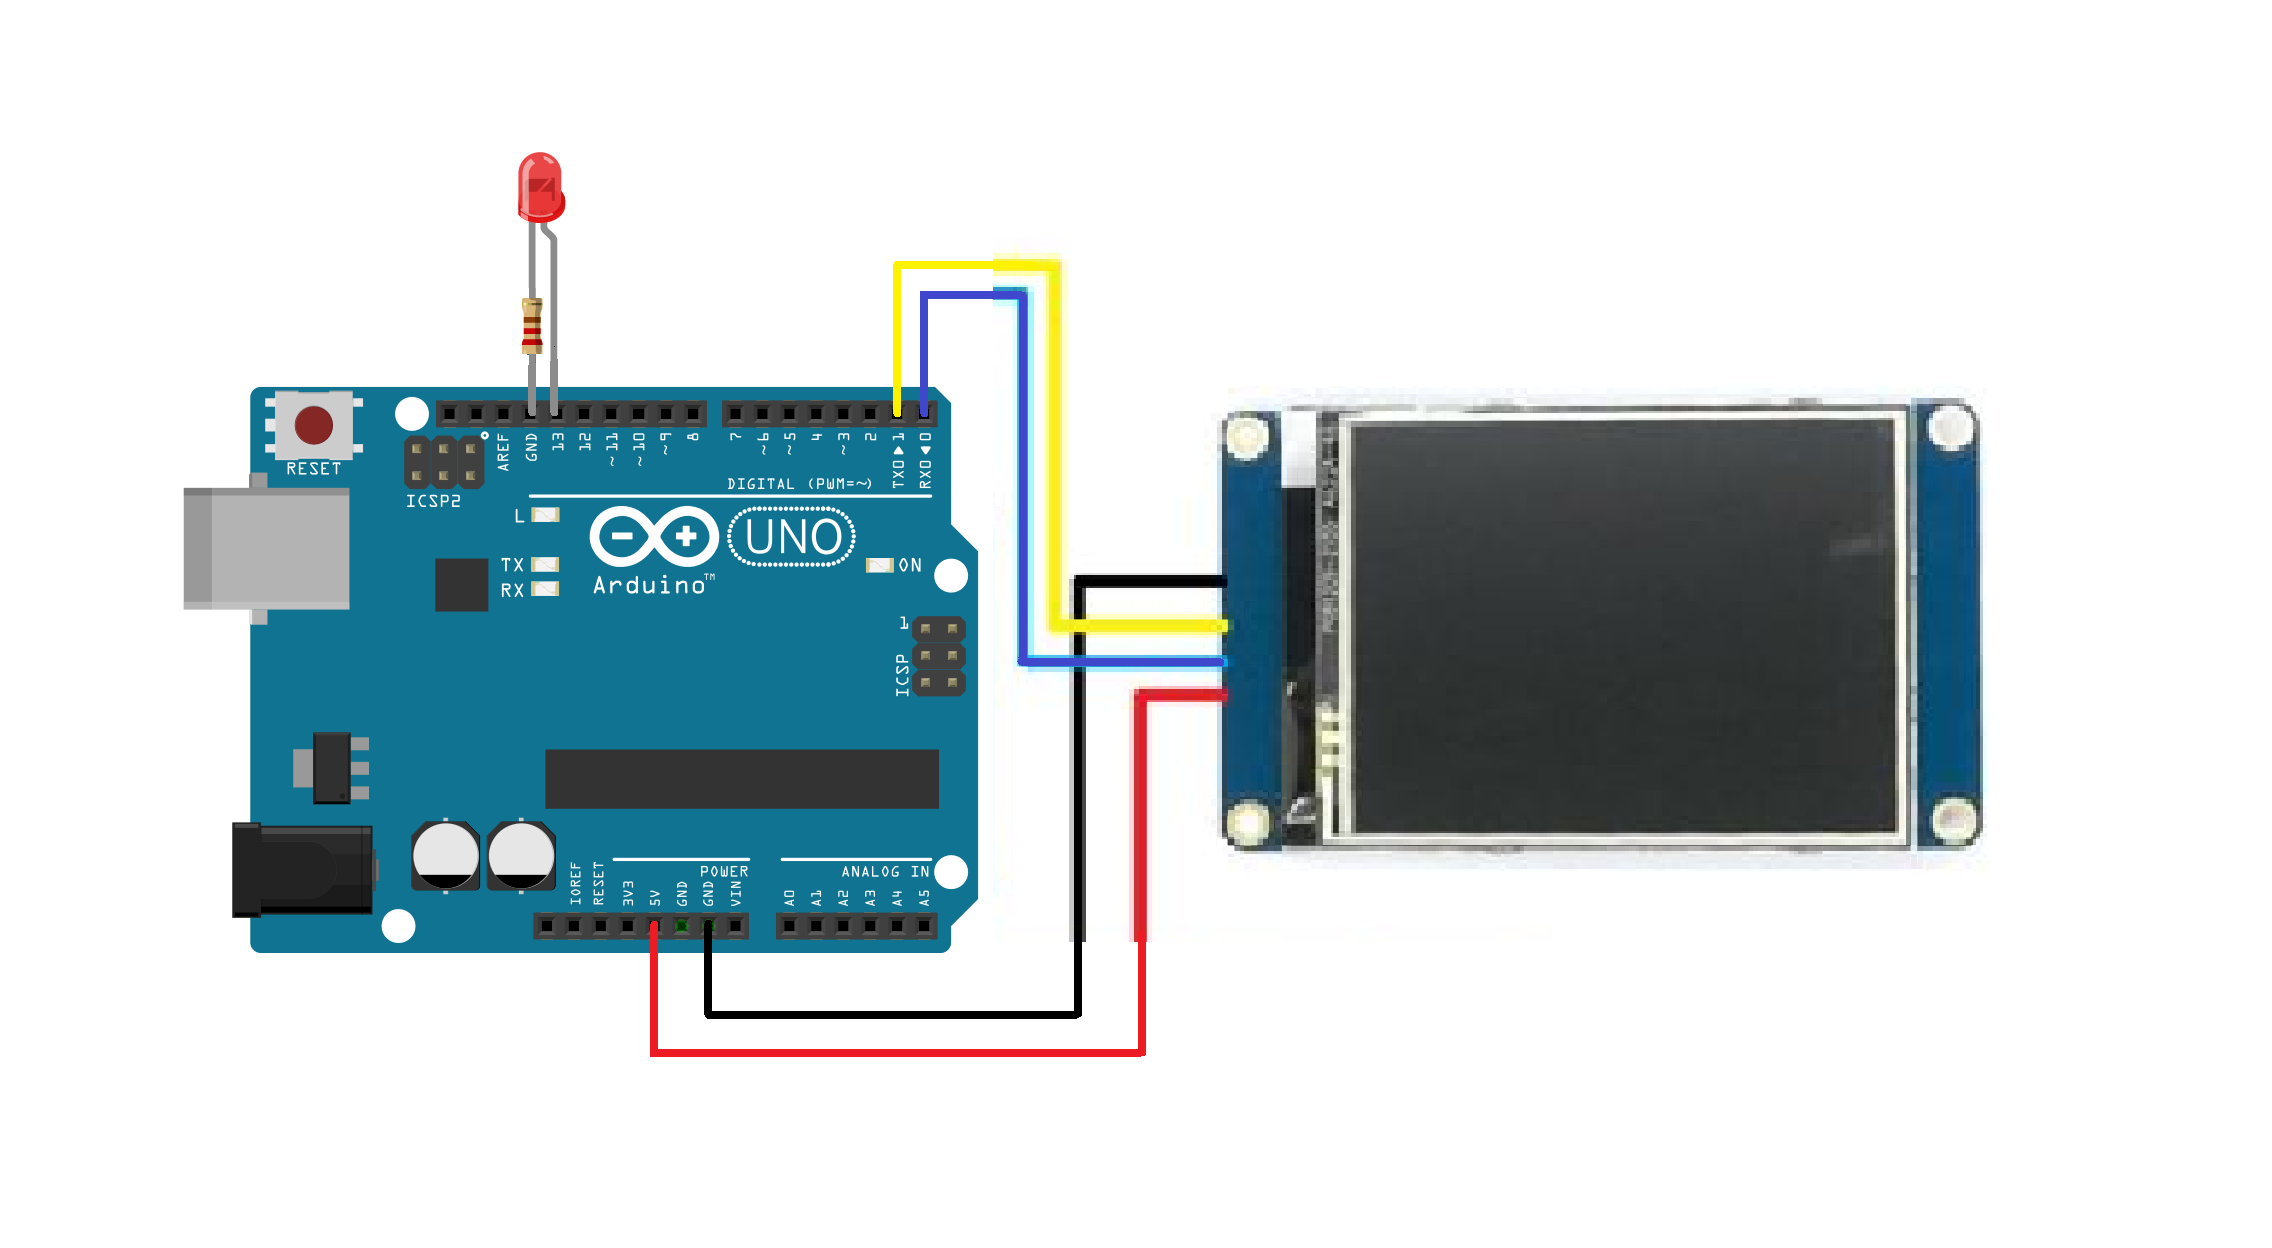 RESET
ICSP2
AREF
GND
13
12
~11
~10
~9
8
7
~6
~5
4
~3
2
TX0▶1
RX0◀0
DIGITAL (PWM=~)
L
TX
RX
Arduino™
UNO
ON
1
ICSP
IOREF
RESET
3V3
5V
GND
GND
VIN
POWER
ANALOG IN
A0
A1
A2
A3
A4
A5